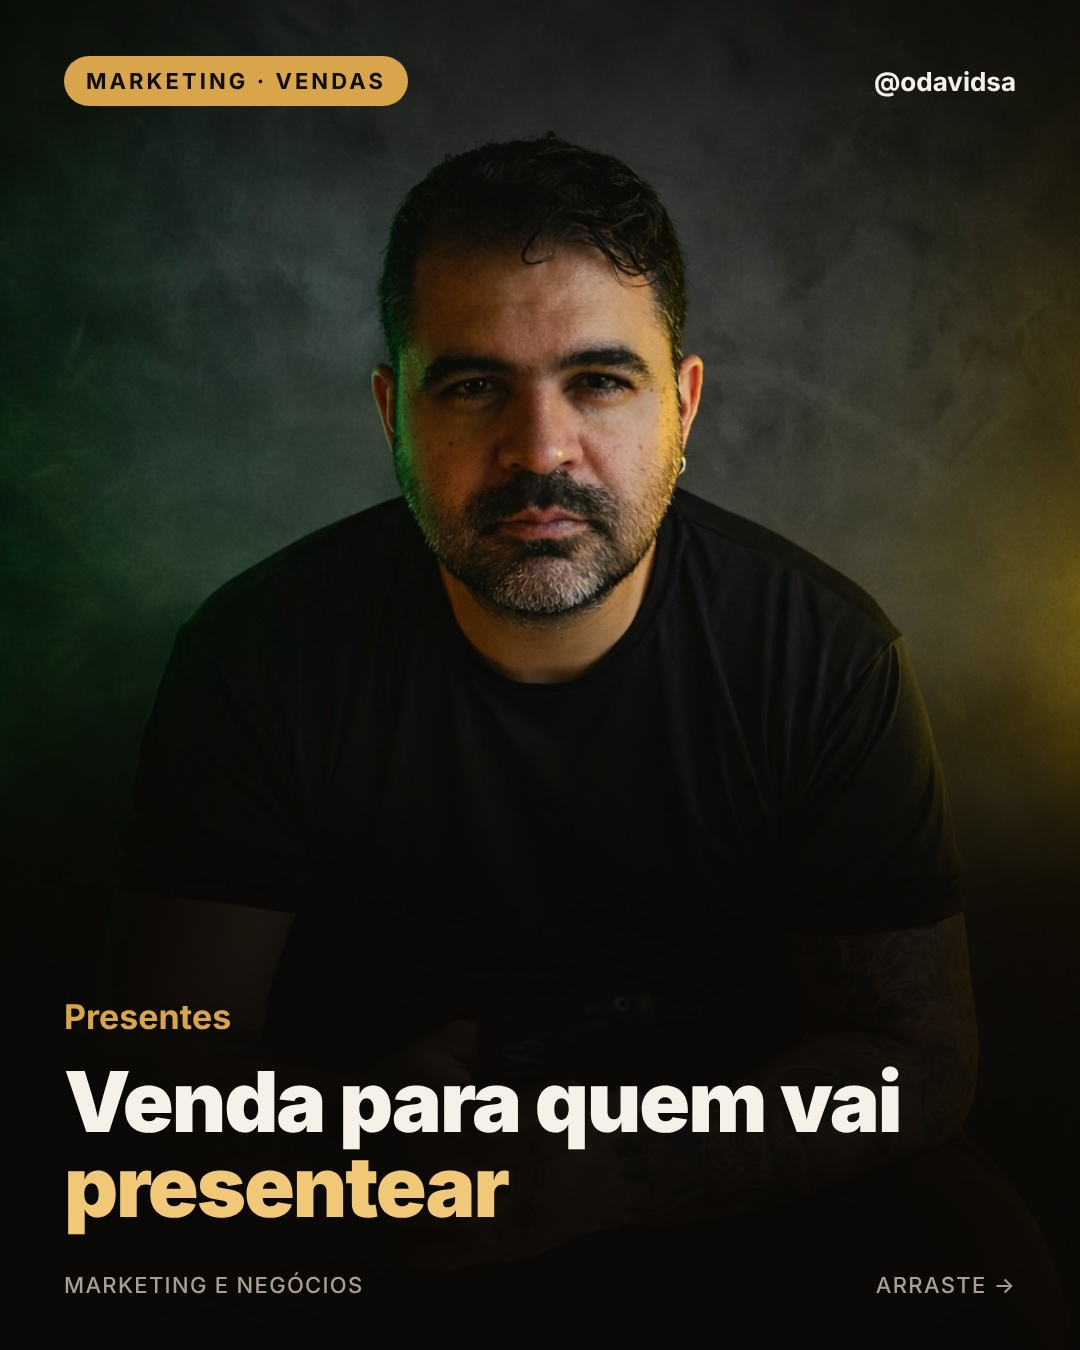 MARKETING · VENDAS
@odavidsa
Presentes
Venda para quem vai
presentear
MARKETING E NEGÓCIOS
ARRASTE →